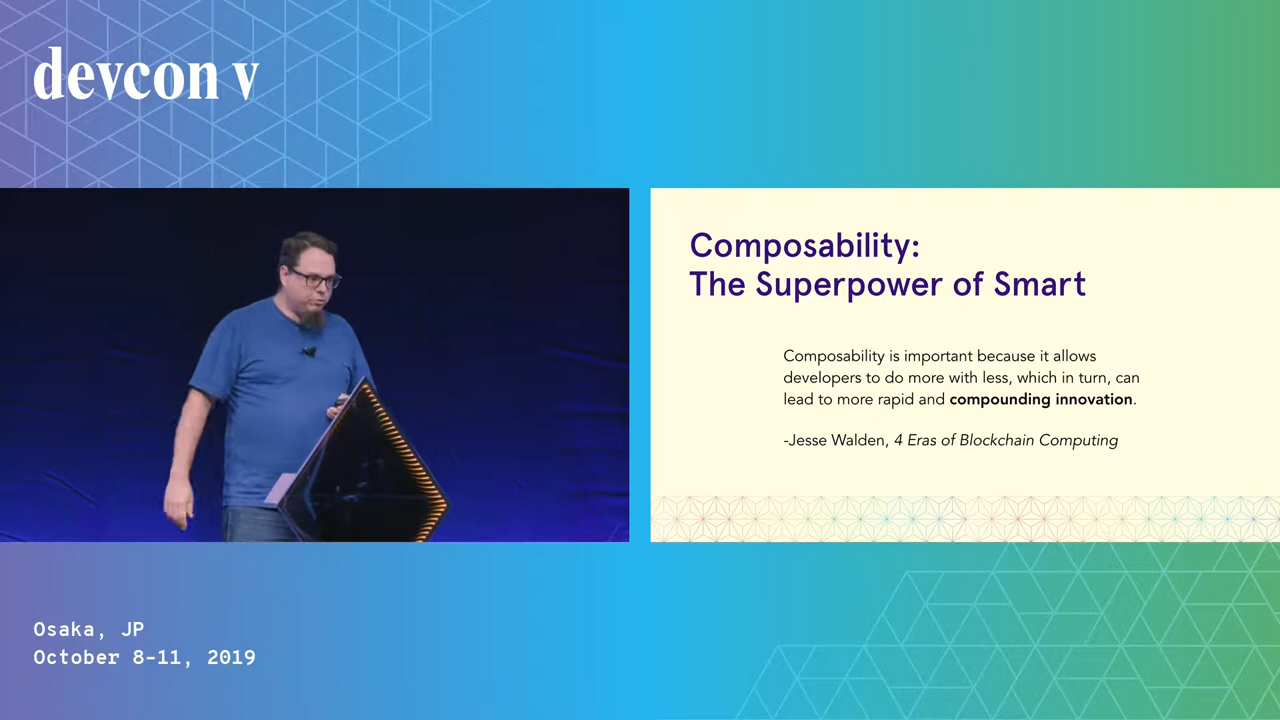 devcon v
Composability:
The Superpower of Smart
Composability is important because it allows
developers to do more with less, which in turn, can
lead to more rapid and compounding innovation.
-Jesse Walden, 4 Eras of Blockchain Computing
Osaka, JP
October 8-11, 2019